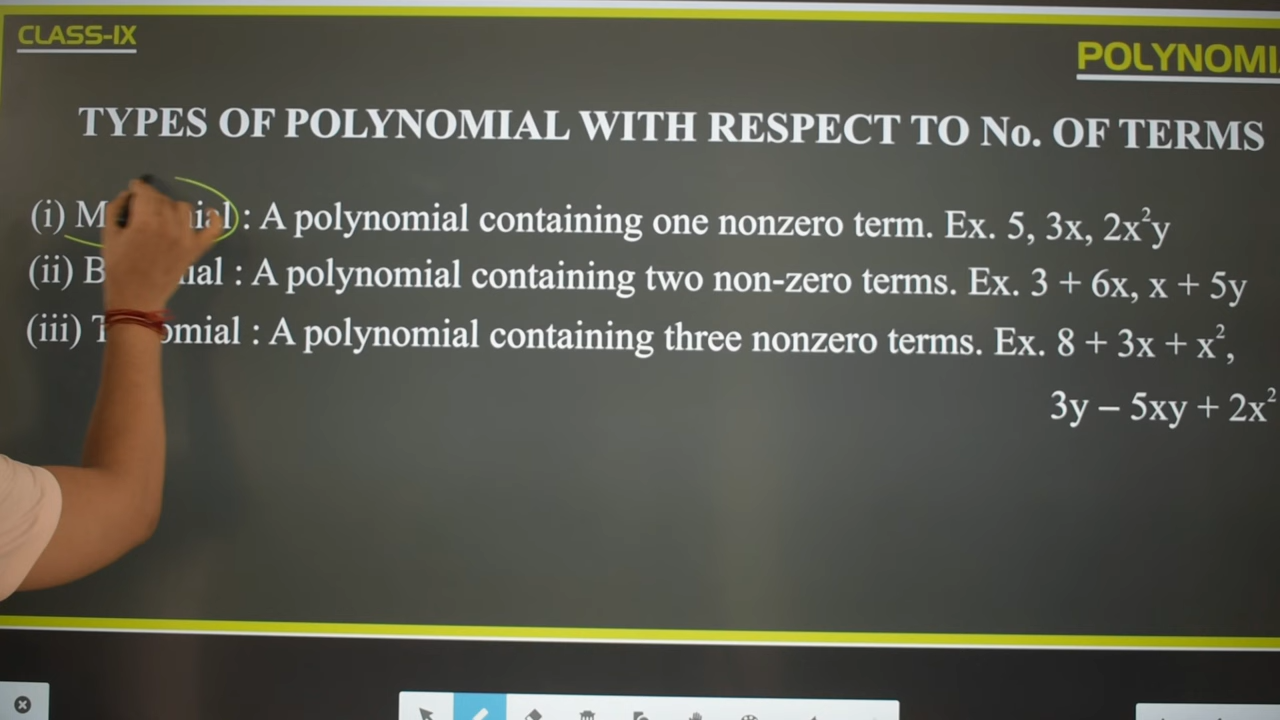 CLASS-IX
POLYNOMI
TYPES OF POLYNOMIAL WITH RESPECT TO No. OF TERMS
(i) : A polynomial containing one nonzero term. Ex. 5, 3x, 2x²y
(ii) : A polynomial containing two non-zero terms. Ex. 3 + 6x, x + 5y
(iii) : A polynomial containing three nonzero terms. Ex. 8 + 3x + x²,
3y – 5xy + 2x²